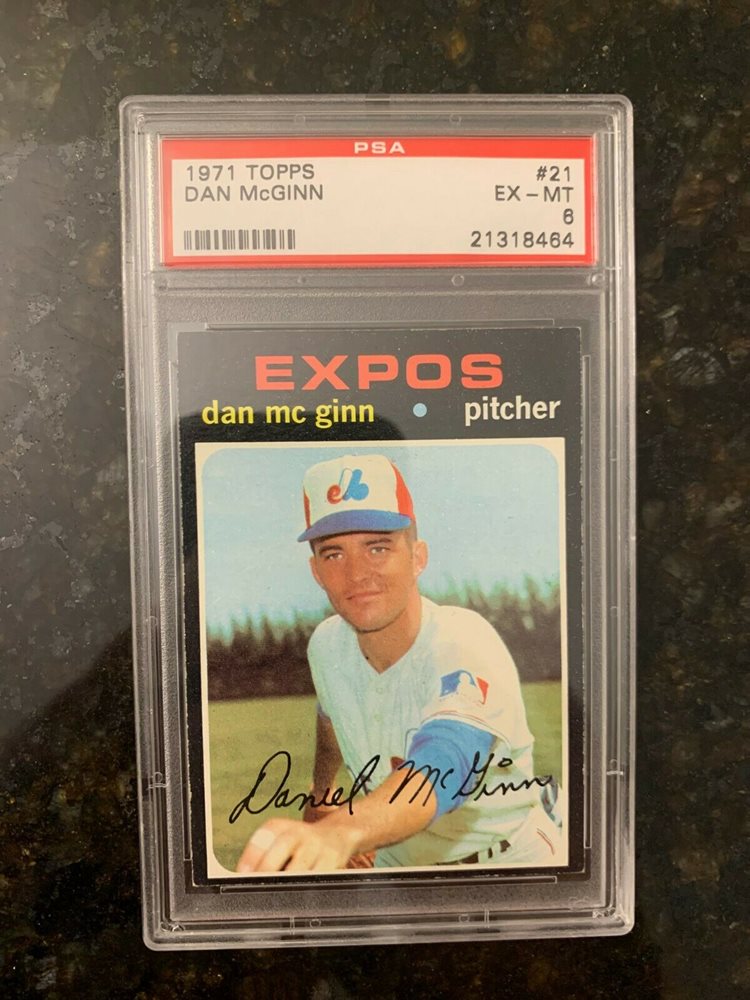 PSA
1971 TOPPS #21
DAN McGINN EX - MT
6
21318464
EXPOS
dan mc ginn • pitcher
Daniel McGinn